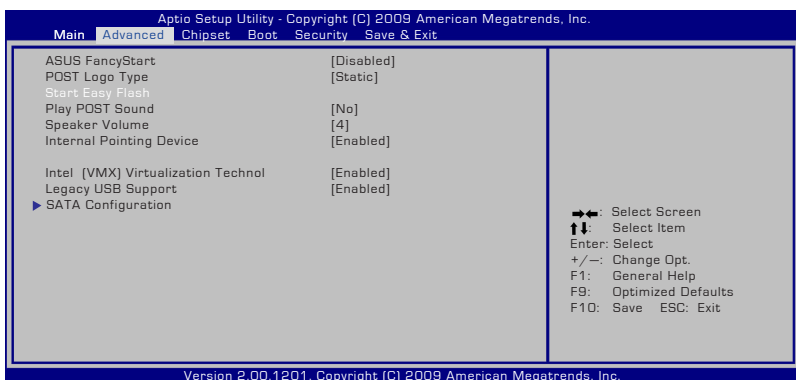 Aptio Setup Utility - Copyright (C) 2009 American Megatrends, Inc.
Main Advanced Chipset Boot Security Save & Exit
ASUS FancyStart [Disabled]
POST Logo Type [Static]
Start Easy Flash
Play POST Sound [No]
Speaker Volume [4]
Internal Pointing Device [Enabled]
Intel (VMX) Virtualization Technol [Enabled]
Legacy USB Support [Enabled]
SATA Configuration
→←: Select Screen
↑↓: Select Item
Enter: Select
+/—: Change Opt.
F1: General Help
F9: Optimized Defaults
F10: Save ESC: Exit
Version 2.00.1201. Copyright (C) 2009 American Megatrends, Inc.